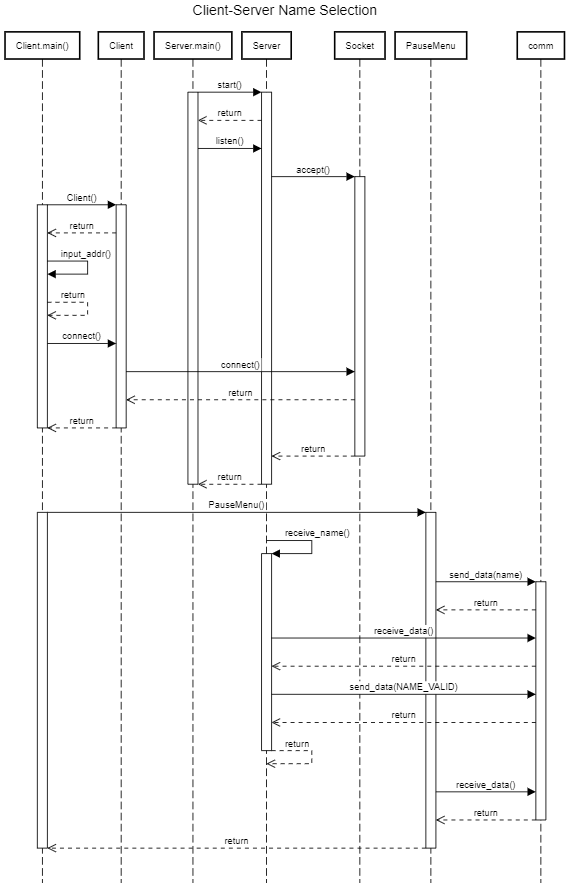 Client-Server Name Selection
Client.main() Client Server.main() Server Socket PauseMenu comm
start()
return
listen()
accept()
Client()
return
input_addr()
return
connect()
connect()
return
return
return
return
PauseMenu()
receive_name()
send_data(name)
return
receive_data()
return
send_data(NAME_VALID)
return
return
receive_data()
return
return